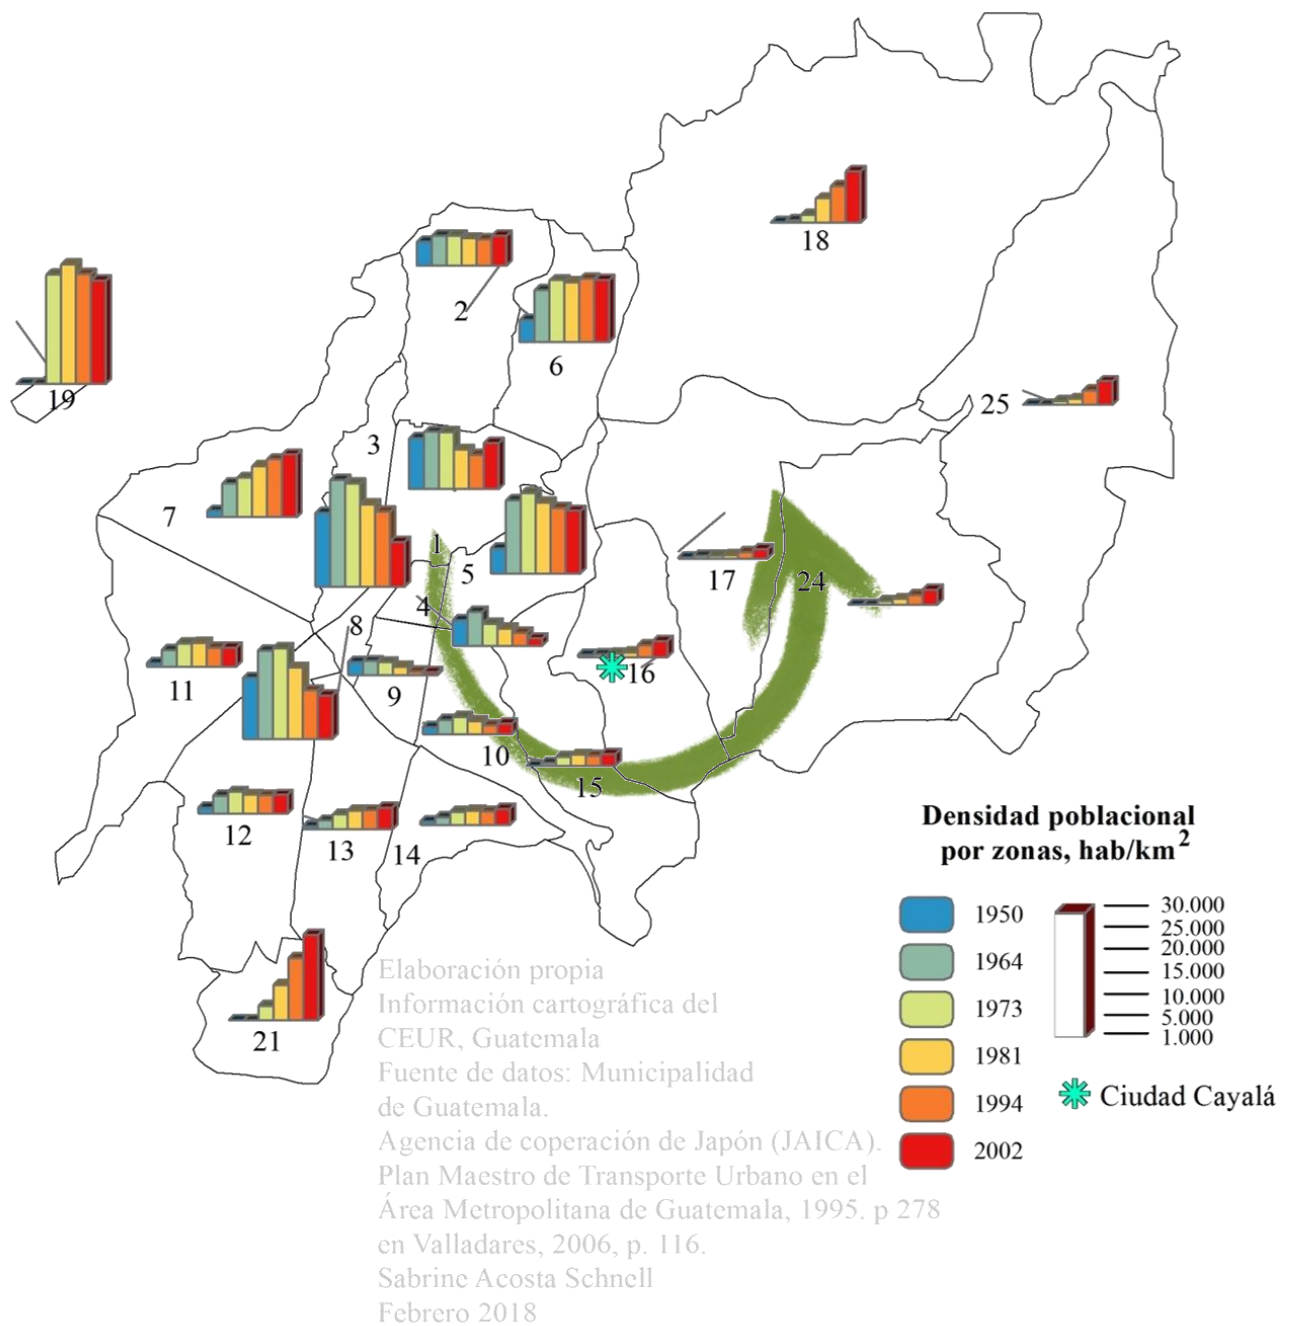 18
2
6
19
25
3
7
1
5
17
24
4
8
16
11
9
10
15
12
13
14
21
Densidad poblacional
por zonas, hab/km²
1950
1964
1973
1981
1994
2002
30.000
25.000
20.000
15.000
10.000
5.000
1.000
Ciudad Cayalá
Elaboración propia
Información cartográfica del
CEUR, Guatemala
Fuente de datos: Municipalidad
de Guatemala.
Agencia de coperación de Japón (JAICA).
Plan Maestro de Transporte Urbano en el
Área Metropolitana de Guatemala, 1995. p 278
en Valladares, 2006, p. 116.
Sabrine Acosta Schnell
Febrero 2018